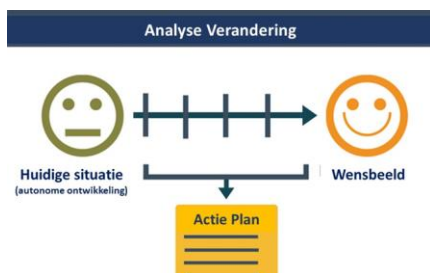 Analyse Verandering
Huidige situatie
(autonome ontwikkeling)
Wensbeeld
Actie Plan